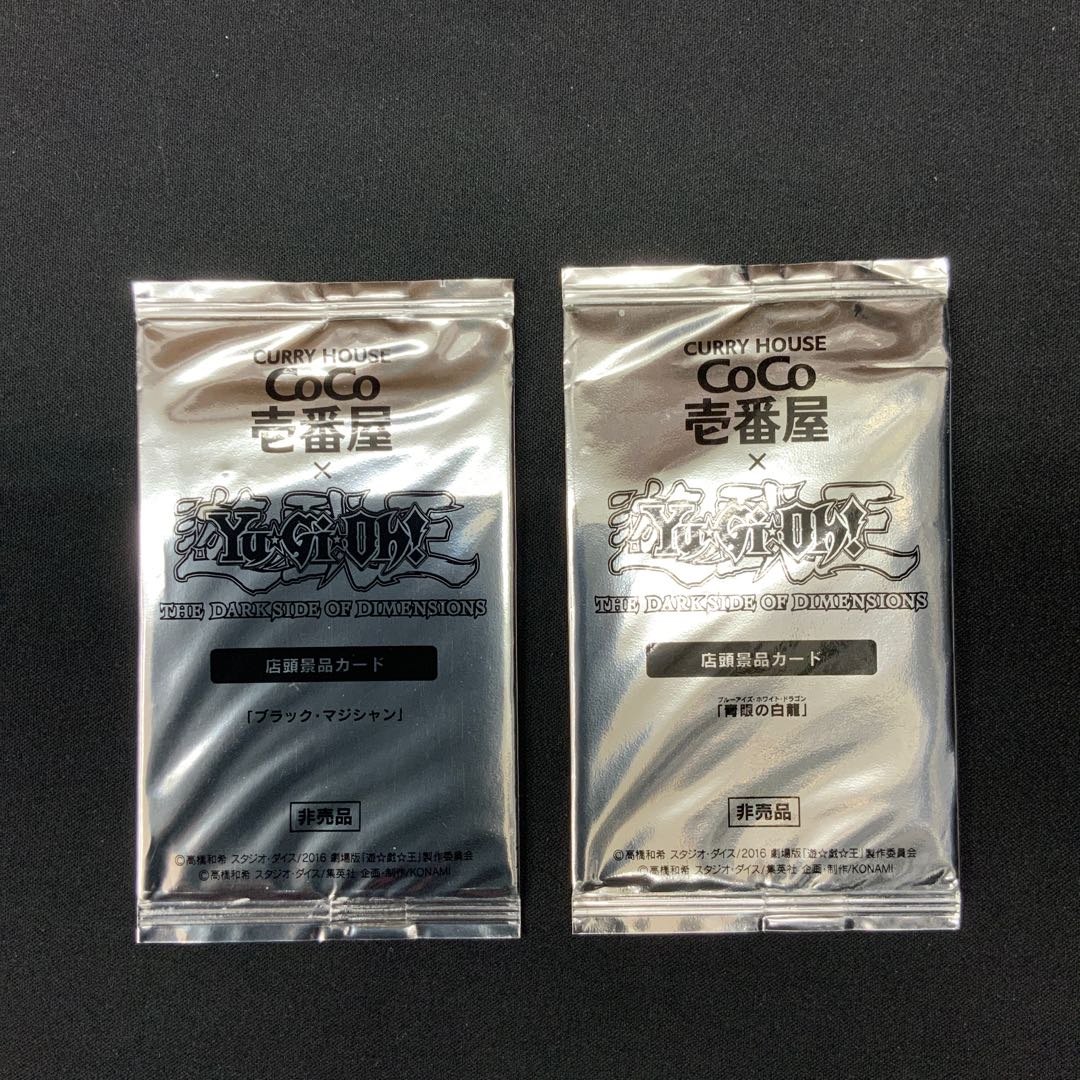 CURRY HOUSE
CoCo
壱番屋
×
遊戯王
Yu-Gi-Oh!
THE DARKSIDE OF DIMENSIONS
店頭景品カード
「ブラック・マジシャン」
非売品
©高橋和希 スタジオ・ダイス/2016 劇場版「遊☆戯☆王」製作委員会
©高橋和希 スタジオ・ダイス/集英社 企画・制作/KONAMI
CURRY HOUSE
CoCo
壱番屋
×
遊戯王
Yu-Gi-Oh!
THE DARKSIDE OF DIMENSIONS
店頭景品カード
ブルーアイズ・ホワイト・ドラゴン
「青眼の白龍」
非売品
©高橋和希 スタジオ・ダイス/2016 劇場版「遊☆戯☆王」製作委員会
©高橋和希 スタジオ・ダイス/集英社 企画・制作/KONAMI